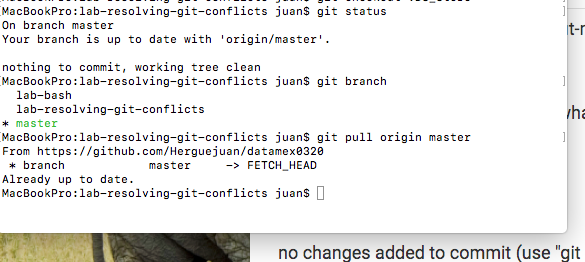 [MacBookPro:lab-resolving-git-conflicts juan$ git status
On branch master
Your branch is up to date with 'origin/master'.
nothing to commit, working tree clean
[MacBookPro:lab-resolving-git-conflicts juan$ git branch
lab-bash
lab-resolving-git-conflicts
* master
[MacBookPro:lab-resolving-git-conflicts juan$ git pull origin master
From https://github.com/Herguejuan/datamex0320
* branch master -> FETCH_HEAD
Already up to date.
MacBookPro:lab-resolving-git-conflicts juan$
no changes added to commit (use "git